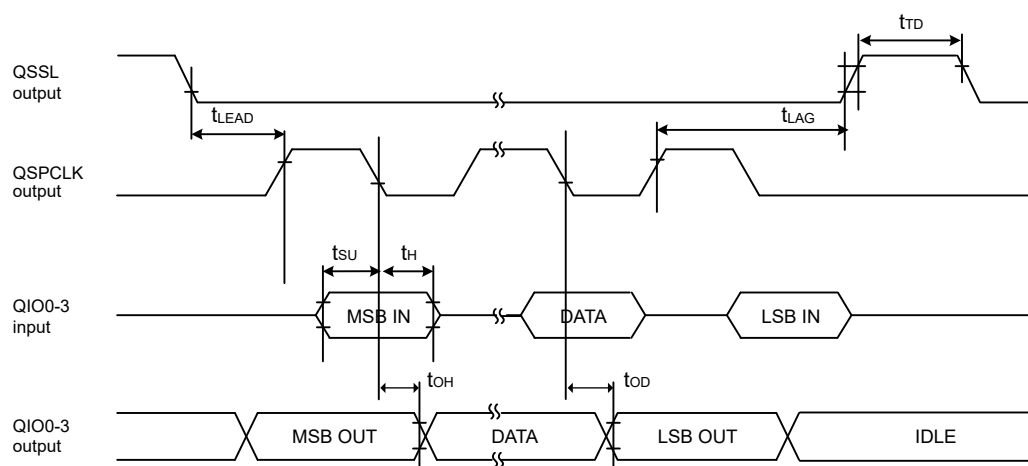 tTD
QSSL
output
tLEAD
tLAG
QSPCLK
output
tSU
tH
QIO0-3
input
MSB IN
DATA
LSB IN
tOH
tOD
QIO0-3
output
MSB OUT
DATA
LSB OUT
IDLE